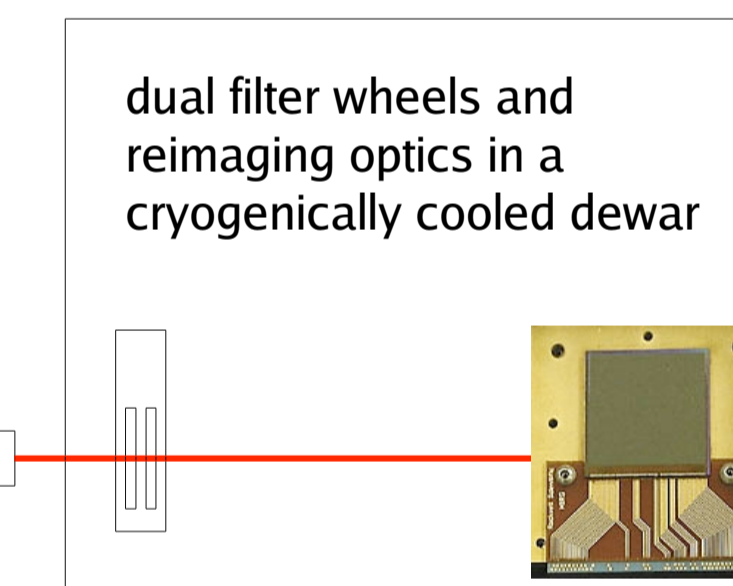 dual filter wheels and
reimaging optics in a
cryogenically cooled dewar